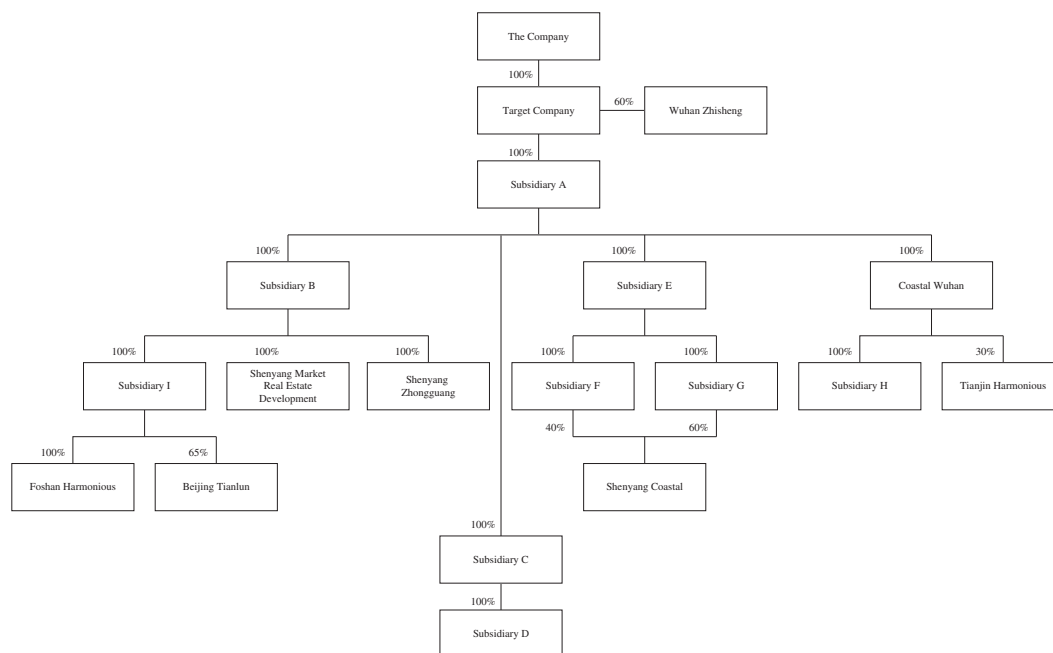 The Company
100%
Target Company
60%
Wuhan Zhisheng
100%
Subsidiary A
100%
100%
100%
Subsidiary B
Subsidiary E
Coastal Wuhan
100%
100%
100%
100%
100%
100%
30%
Subsidiary I
Shenyang Market
Real Estate
Development
Shenyang
Zhongguang
Subsidiary F
Subsidiary G
Subsidiary H
Tianjin Harmonious
40%
60%
100%
65%
Foshan Harmonious
Beijing Tianlun
Shenyang Coastal
100%
Subsidiary C
100%
Subsidiary D